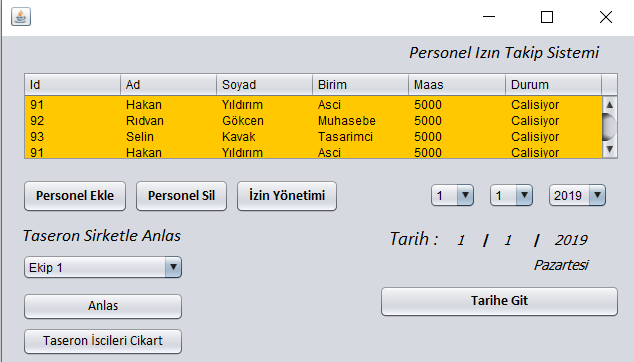 Personel Izın Takip Sistemi
Id Ad Soyad Birim Maas Durum
91 Hakan Yıldırım Asci 5000 Calisiyor
92 Rıdvan Gökcen Muhasebe 5000 Calisiyor
93 Selin Kavak Tasarimci 5000 Calisiyor
91 Hakan Yıldırım Asci 5000 Calisiyor
Personel Ekle Personel Sil İzin Yönetimi 1 1 2019
Taseron Sirketle Anlas
Tarih : 1 / 1 / 2019
Ekip 1
Pazartesi
Anlas
Tarihe Git
Taseron Iscileri Cikart